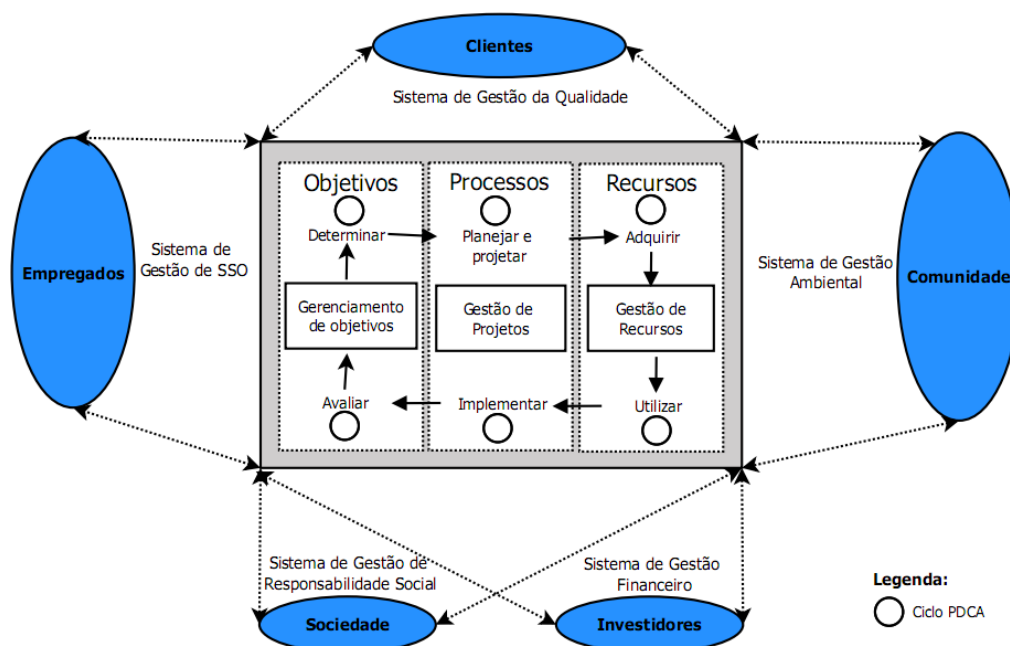 Clientes
Sistema de Gestão da Qualidade
Objetivos
Processos
Recursos
Determinar
Planejar e
projetar
Adquirir
Empregados
Sistema de
Gestão de SSO
Gerenciamento
de objetivos
Gestão de
Projetos
Gestão de
Recursos
Sistema de Gestão
Ambiental
Comunidade
Avaliar
Implementar
Utilizar
Sistema de Gestão de
Responsabilidade Social
Sistema de Gestão
Financeiro
Sociedade
Investidores
Legenda:
Ciclo PDCA